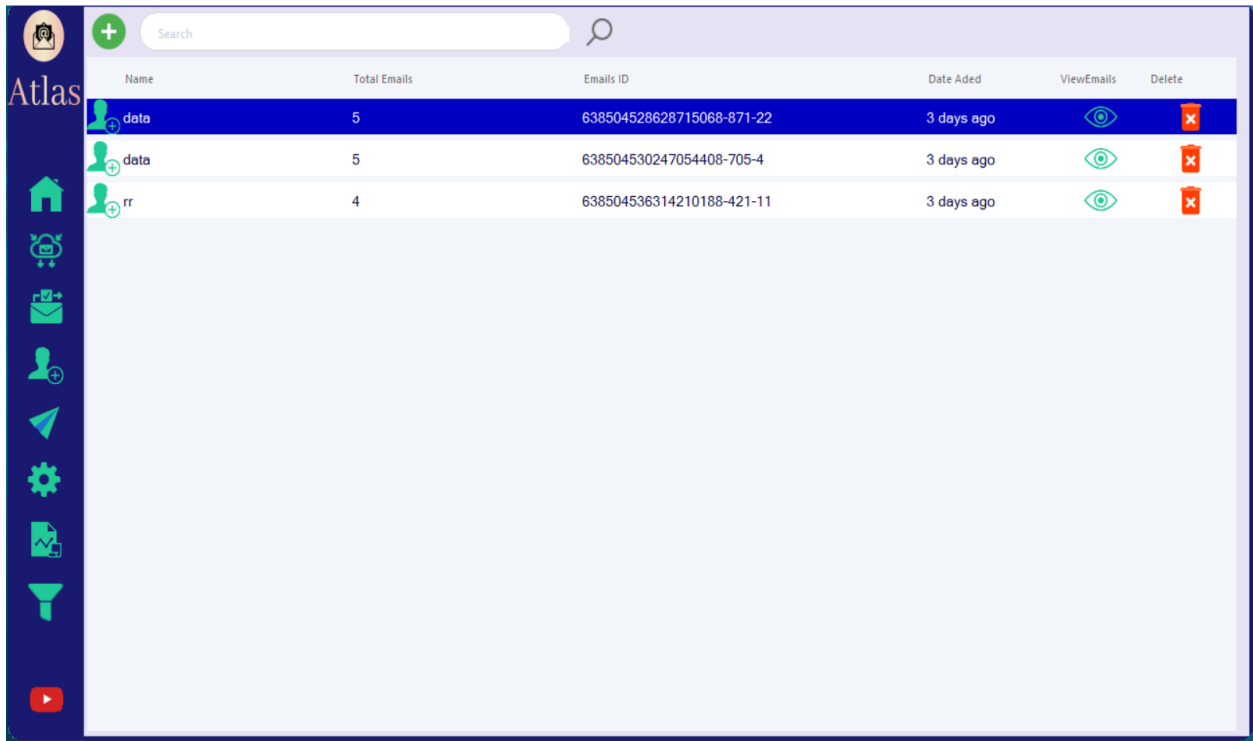 Search
Atlas
Name Total Emails Emails ID Date Aded ViewEmails Delete
data 5 638504528628715068-871-22 3 days ago
data 5 638504530247054408-705-4 3 days ago
rr 4 638504536314210188-421-11 3 days ago